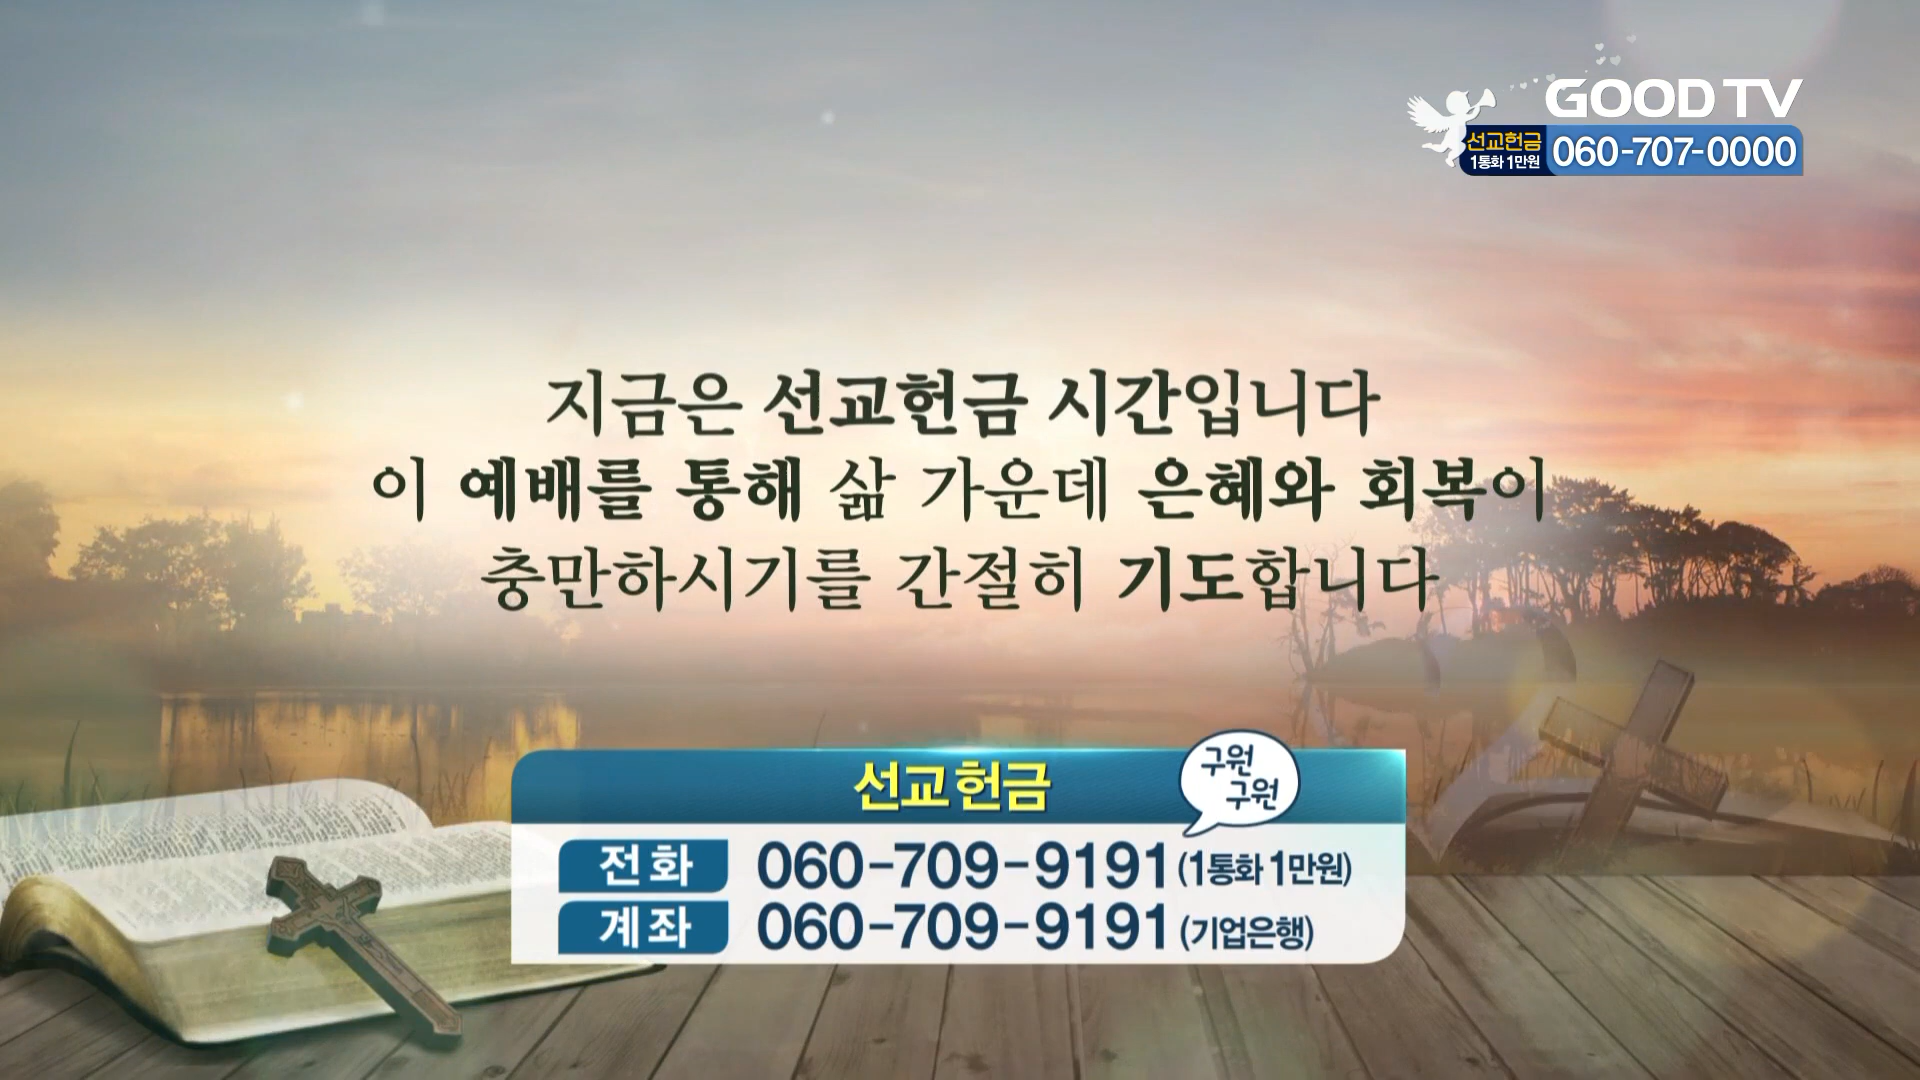 GOOD TV
선교헌금
1통화 1만원
060-707-0000
지금은 선교헌금 시간입니다
이 예배를 통해 삶 가운데 은혜와 회복이
충만하시기를 간절히 기도합니다
선교헌금
구원
구원
전화 060-709-9191 (1통화 1만원)
계좌 060-709-9191 (기업은행)